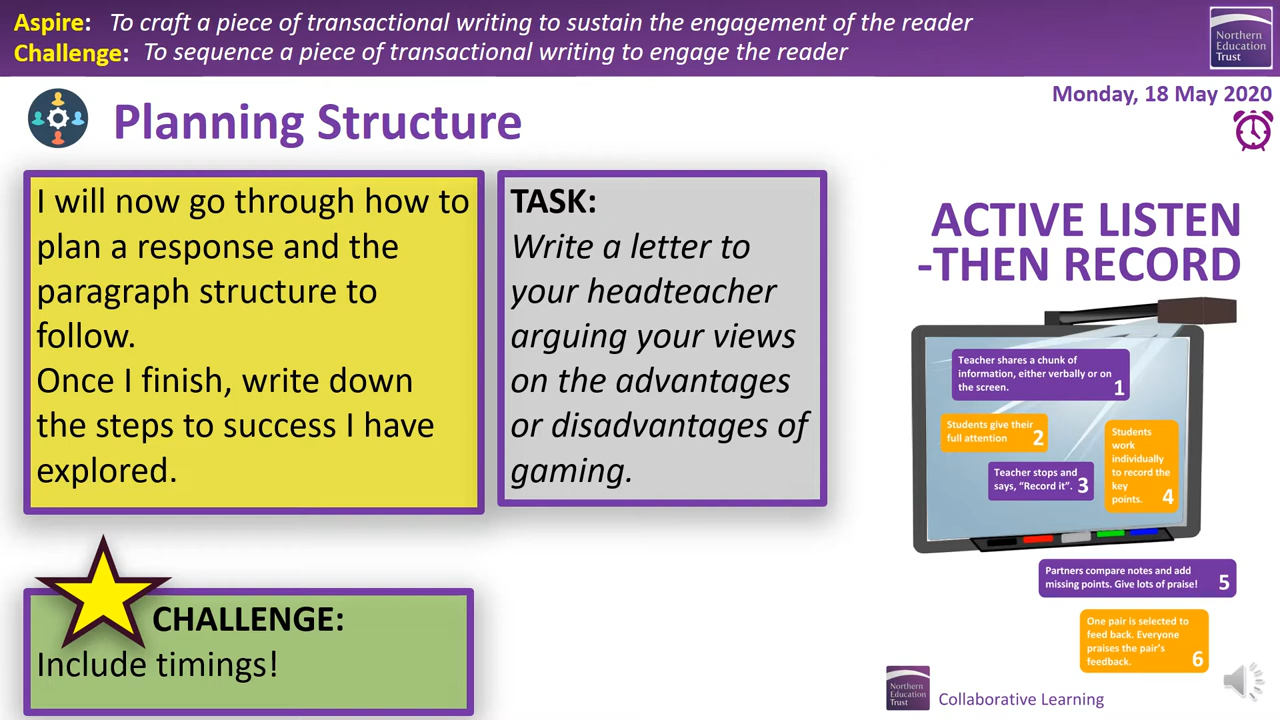 Aspire: To craft a piece of transactional writing to sustain the engagement of the reader
Challenge: To sequence a piece of transactional writing to engage the reader
Northern
Education
Trust
Monday, 18 May 2020
Planning Structure
I will now go through how to
plan a response and the
paragraph structure to
follow.
Once I finish, write down
the steps to success I have
explored.
TASK:
Write a letter to
your headteacher
arguing your views
on the advantages
or disadvantages of
gaming.
CHALLENGE:
Include timings!
ACTIVE LISTEN
-THEN RECORD
Teacher shares a chunk of
information, either verbally or on
the screen.
1
Students give their
full attention
2
Teacher stops and
says, “Record it”.
3
Students
work
individually
to record the
key
points.
4
Partners compare notes and add
missing points. Give lots of praise!
5
One pair is selected to
feed back. Everyone
praises the pair's
feedback.
6
Northern
Education
Trust
Collaborative Learning